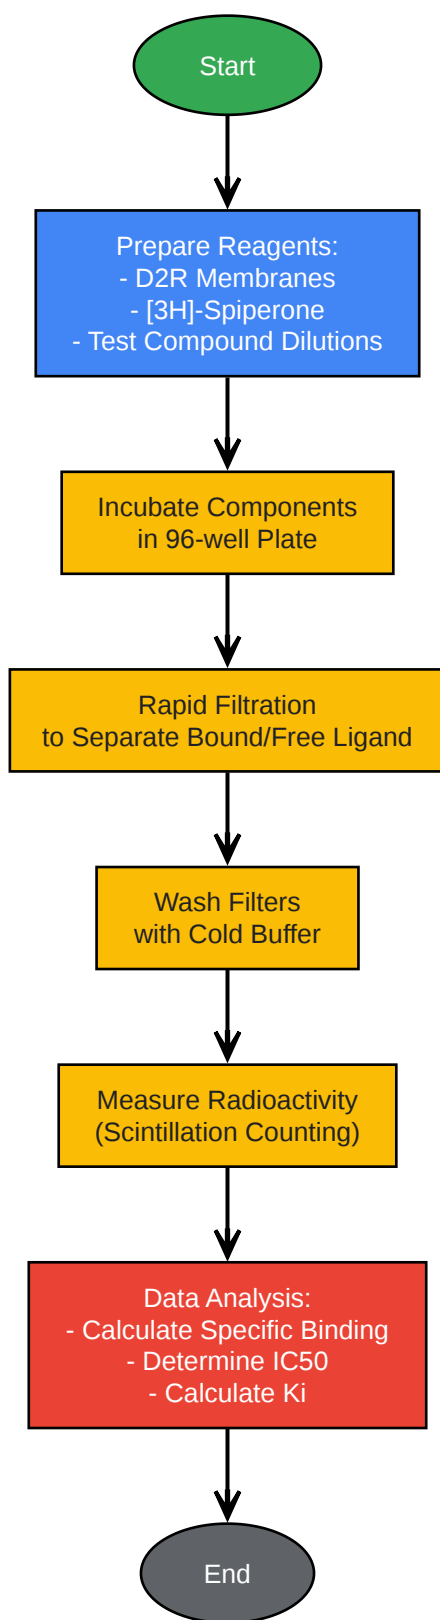 Start
Prepare Reagents:
- D2R Membranes
- [3H]-Spiperone
- Test Compound Dilutions
Incubate Components
in 96-well Plate
Rapid Filtration
to Separate Bound/Free Ligand
Wash Filters
with Cold Buffer
Measure Radioactivity
(Scintillation Counting)
Data Analysis:
- Calculate Specific Binding
- Determine IC50
- Calculate Ki
End